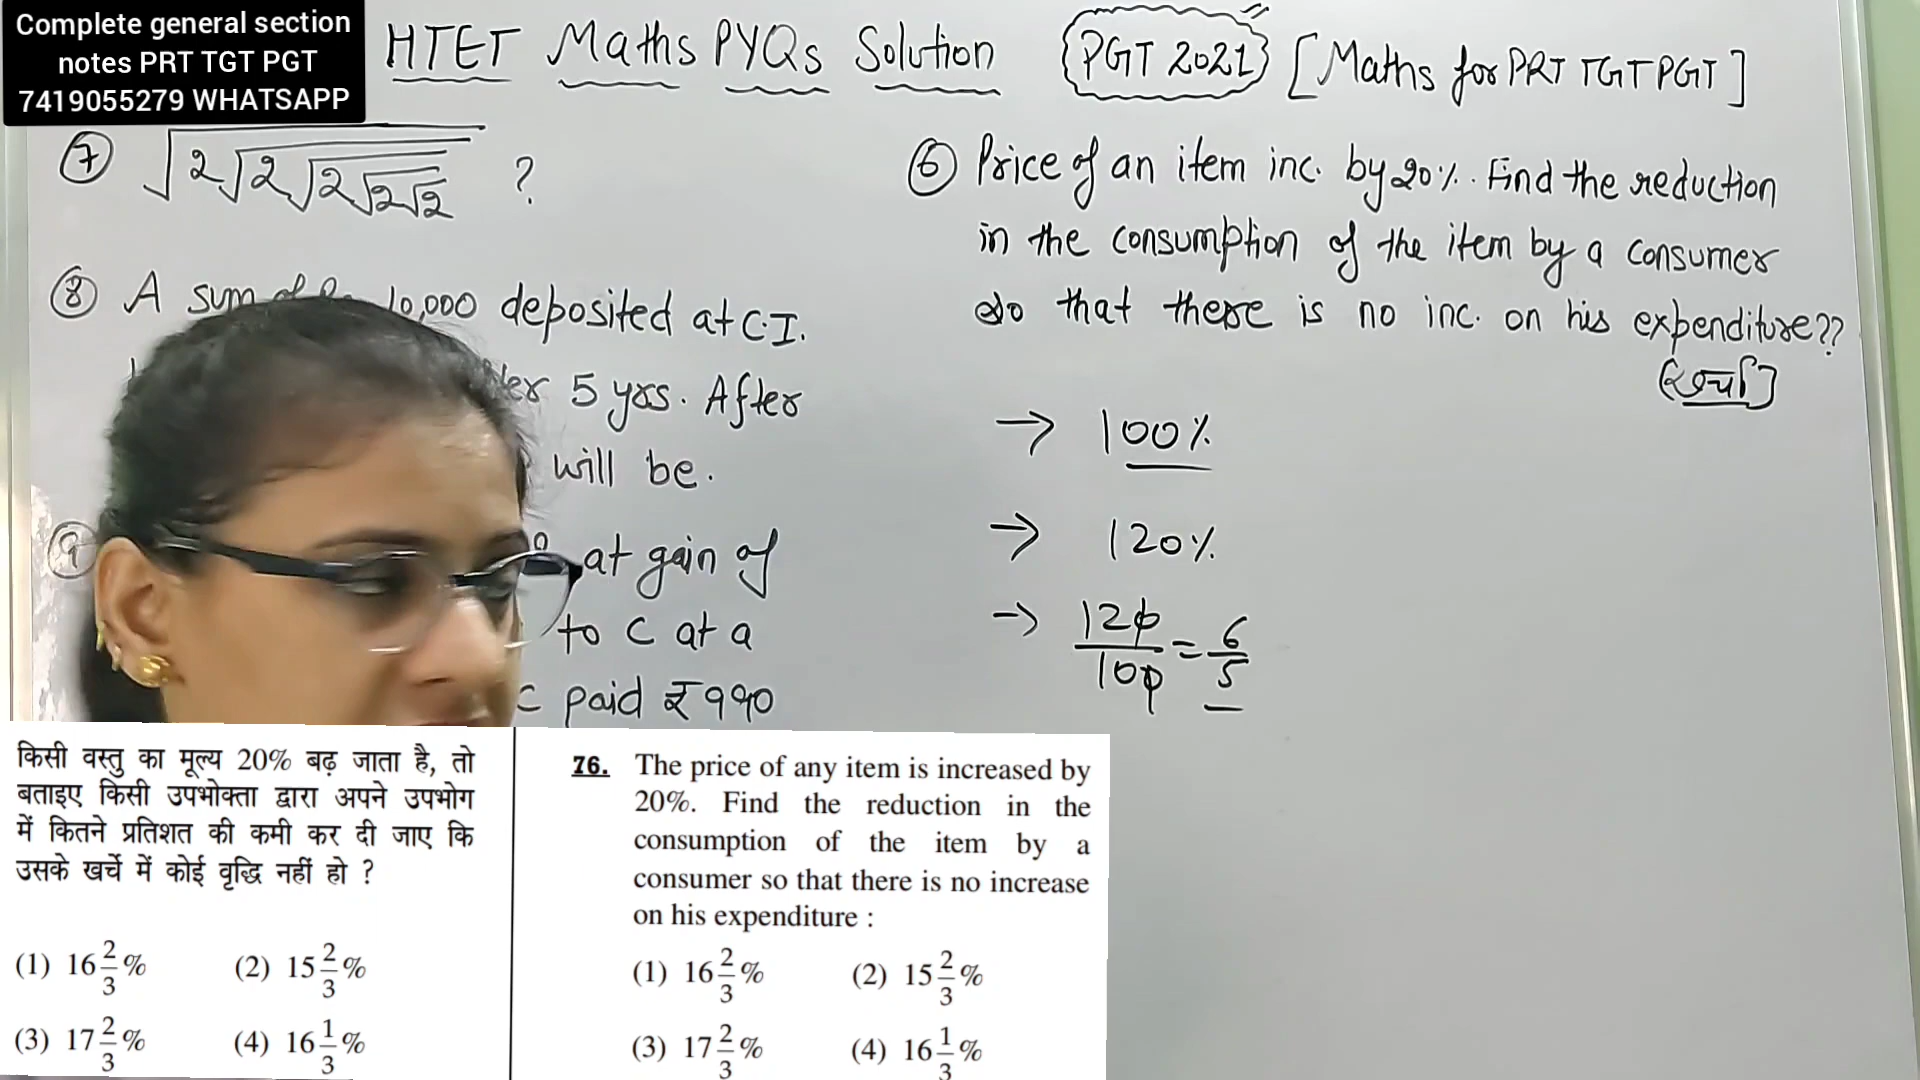 Complete general section
notes PRT TGT PGT
7419055279 WHATSAPP
HTET Maths PYQs Solution PGT 2021 [Maths for PRT TGT PGT]
⑦ √2√2√2√2√2 ?
⑧ A sum of Rs. 10,000 deposited at C.I.
5 yrs. After
will be.
⑨ at gain of
to C at a
C paid ₹990
⑥ Price of an item inc. by 20%. Find the reduction
in the consumption of the item by a consumer
so that there is no inc. on his expenditure??
[खर्चा]
→ 100%
→ 120%
→ 120/100 = 6/5
किसी वस्तु का मूल्य 20% बढ़ जाता है, तो
बताइए किसी उपभोक्ता द्वारा अपने उपभोग
में कितने प्रतिशत की कमी कर दी जाए कि
उसके खर्चे में कोई वृद्धि नहीं हो ?
(1) 16 2/3 % (2) 15 2/3 %
(3) 17 2/3 % (4) 16 1/3 %
76. The price of any item is increased by
20%. Find the reduction in the
consumption of the item by a
consumer so that there is no increase
on his expenditure :
(1) 16 2/3 % (2) 15 2/3 %
(3) 17 2/3 % (4) 16 1/3 %